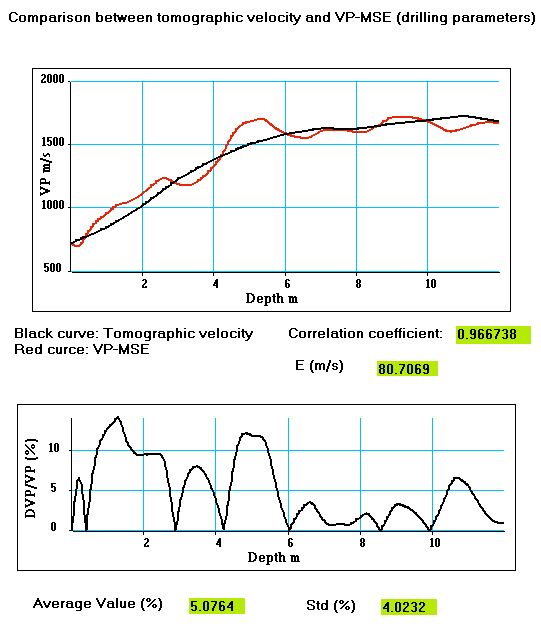 Comparison between tomographic velocity and VP-MSE (drilling parameters)
VP m/s
2000
1500
1000
500
2 4 6 8 10
Depth m
Black curve: Tomographic velocity
Red curce: VP-MSE
Correlation coefficient: 0.966738
E (m/s) 80.7069
DVP/VP (%)
10
5
0
2 4 6 8 10
Depth m
Average Value (%) 5.0764 Std (%) 4.0232